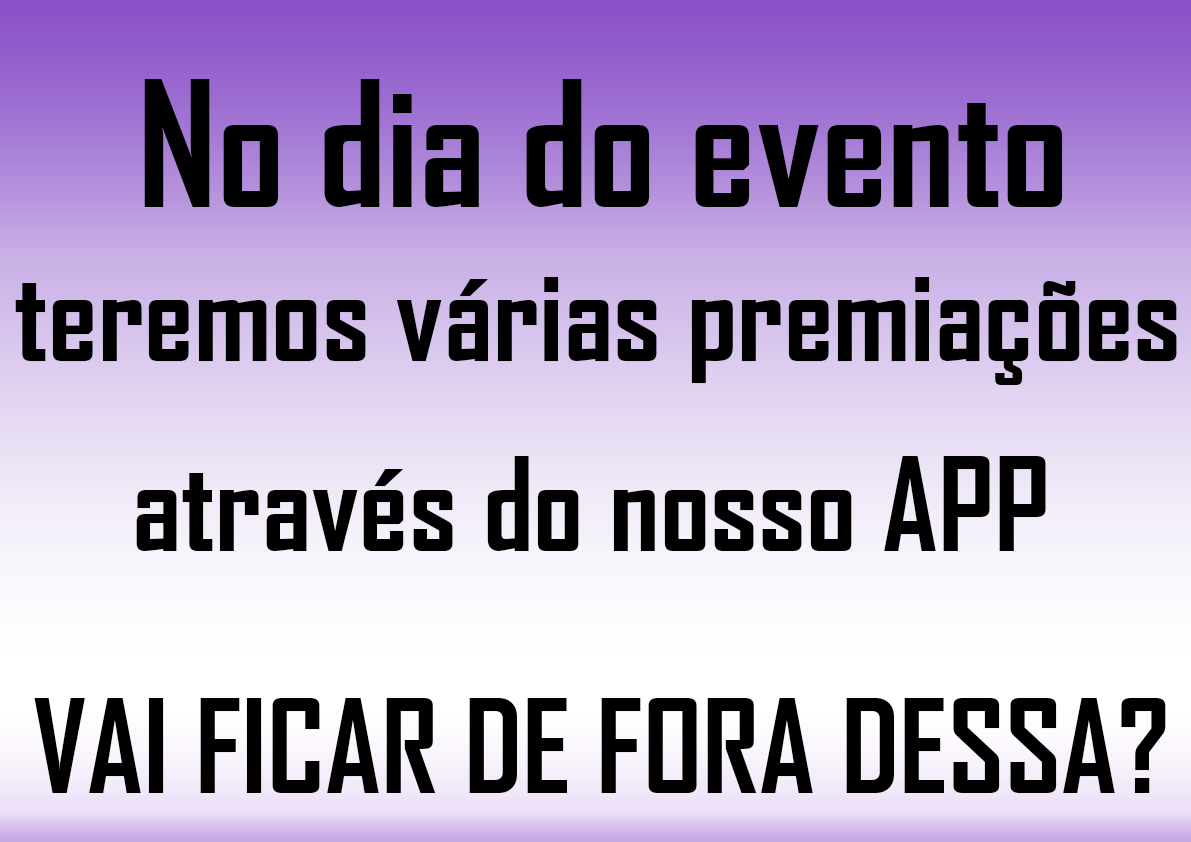 No dia do evento
teremos várias premiações
através do nosso APP
VAI FICAR DE FORA DESSA?